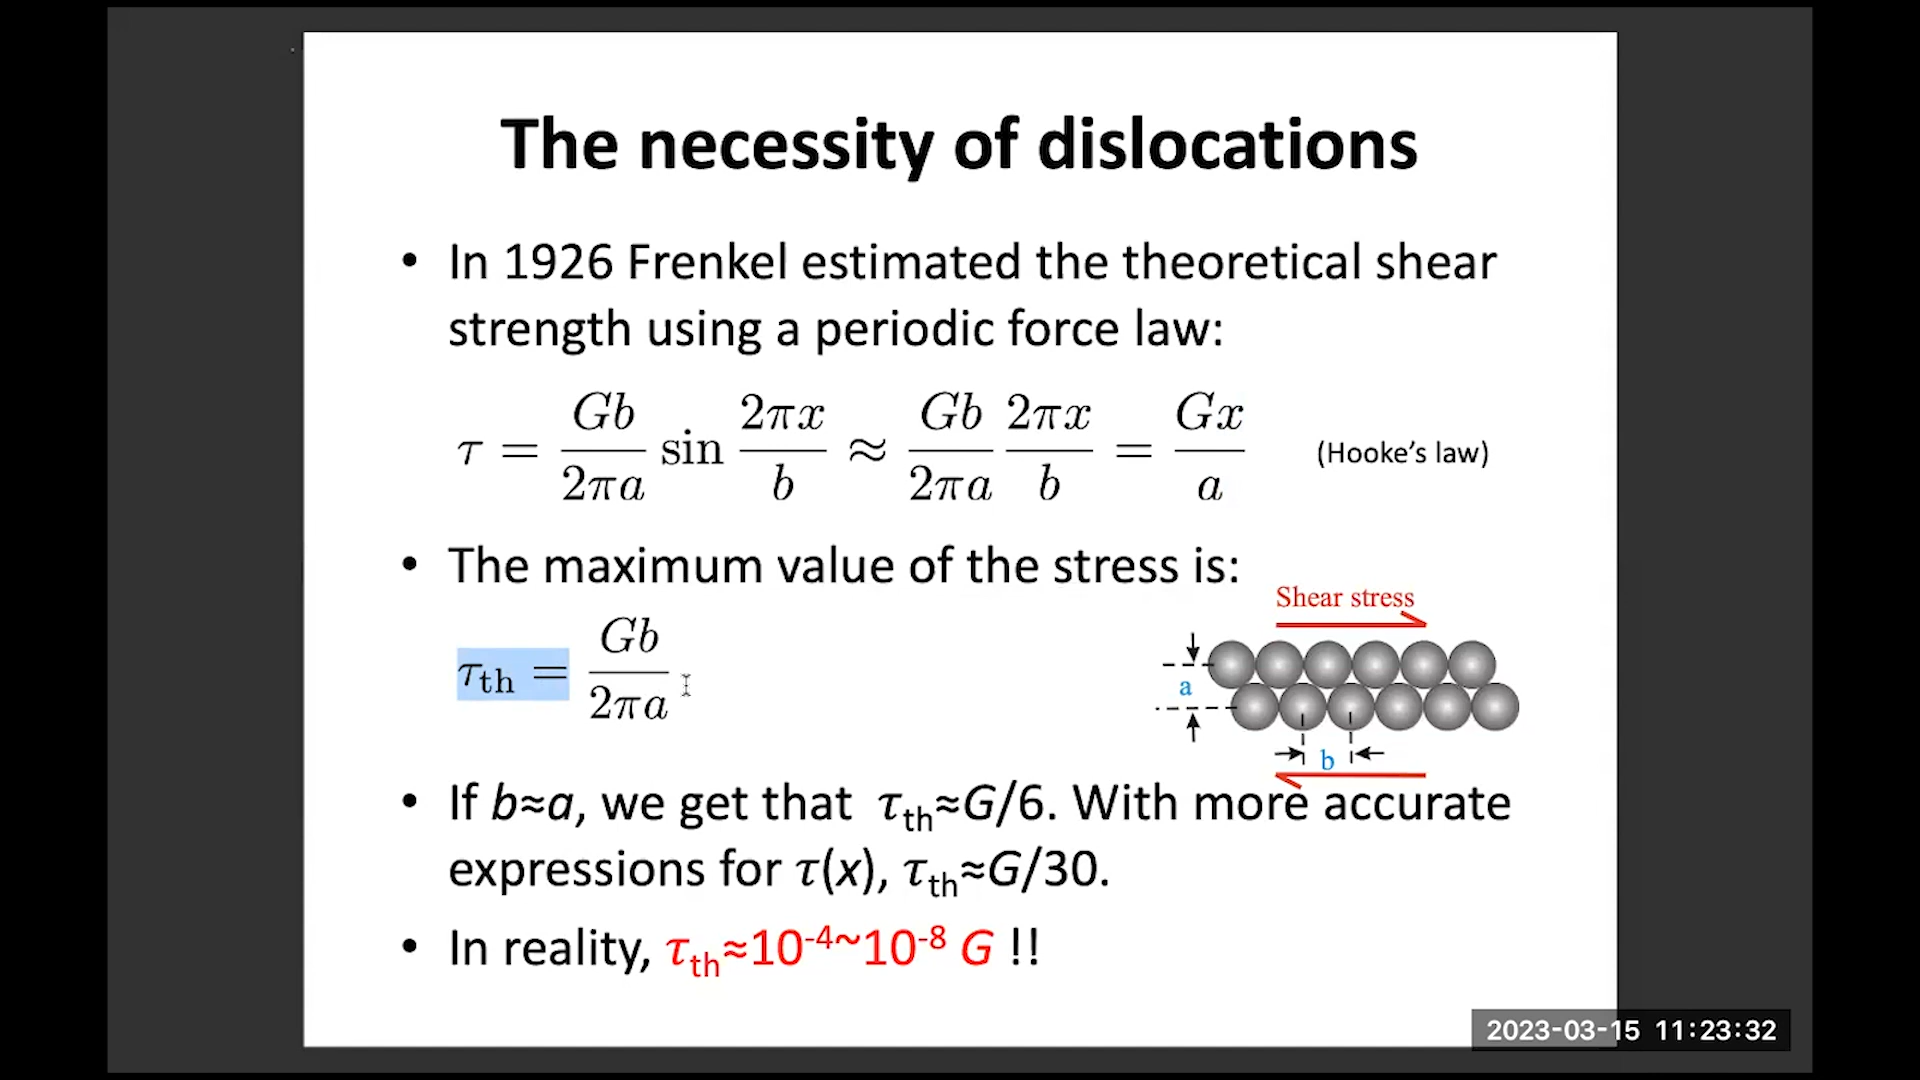 The necessity of dislocations
• In 1926 Frenkel estimated the theoretical shear
strength using a periodic force law:
τ = Gb/2πa sin 2πx/b ≈ Gb/2πa 2πx/b = Gx/a (Hooke's law)
• The maximum value of the stress is:
τth = Gb/2πa
Shear stress
a
b
• If b≈a, we get that τth≈G/6. With more accurate
expressions for τ(x), τth≈G/30.
• In reality, τth≈10⁻⁴~10⁻⁸ G !!
2023-03-15 11:23:32